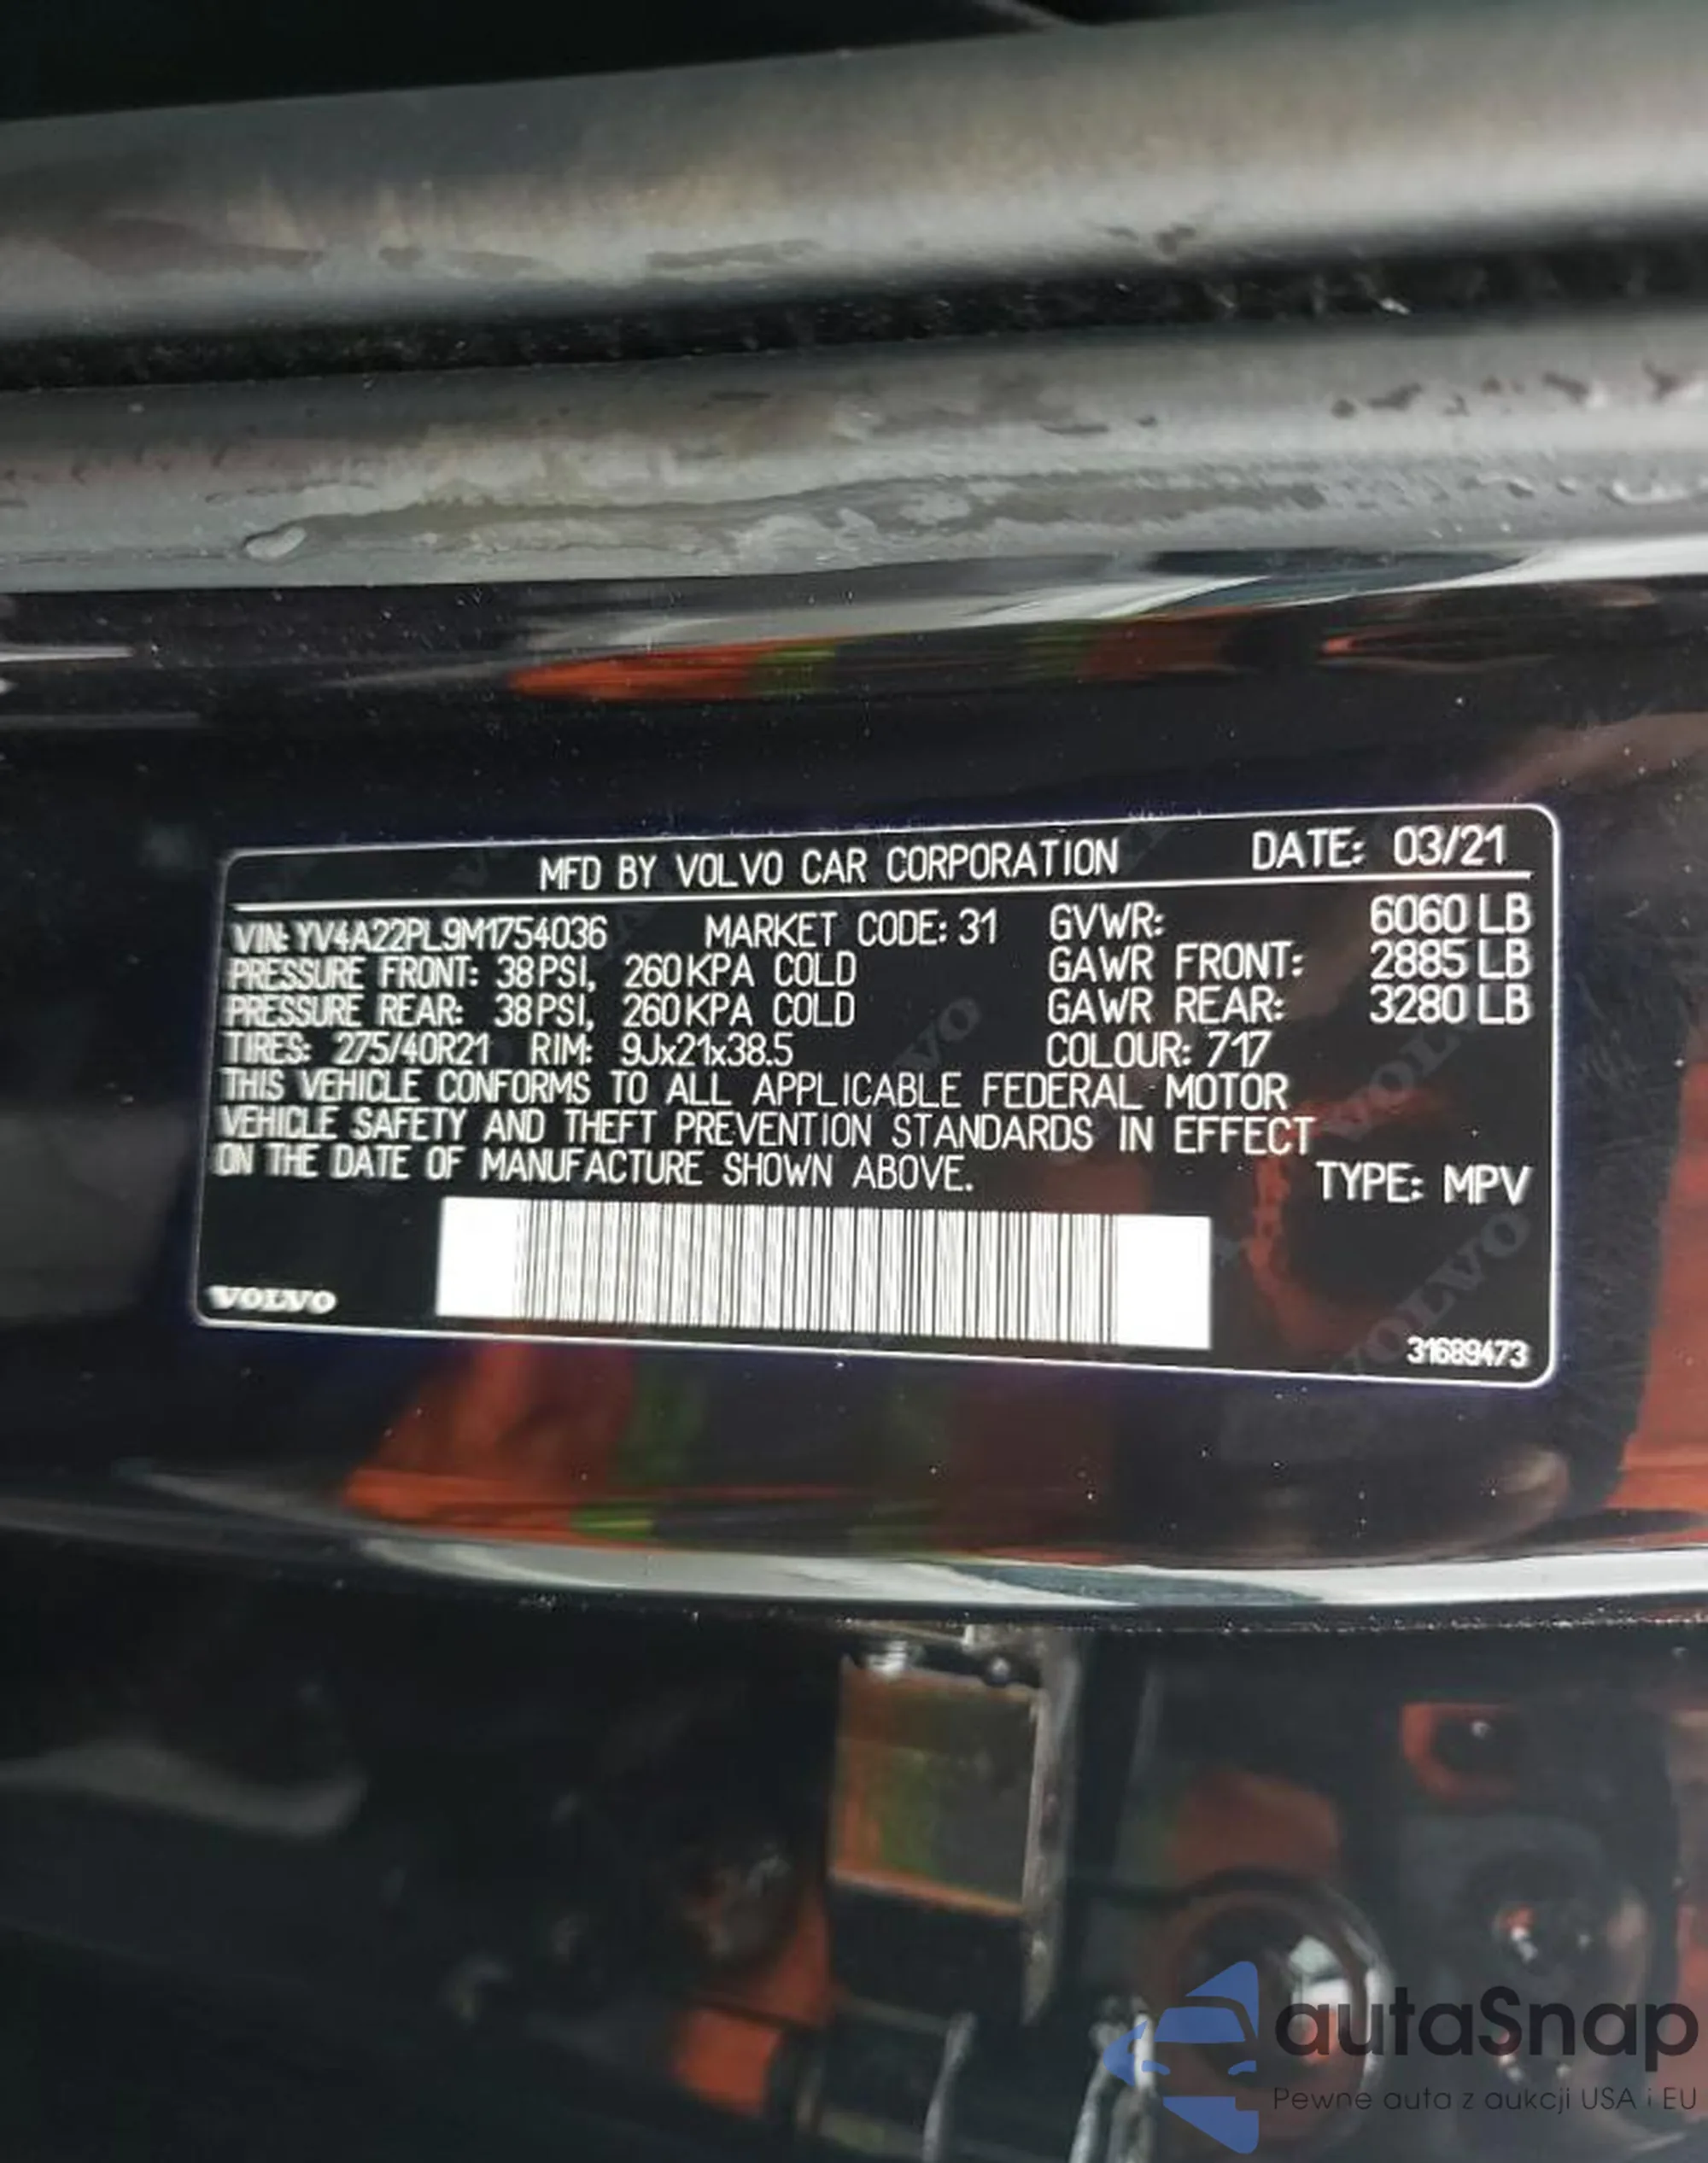 MFD BY VOLVO CAR CORPORATION DATE: 03/21
VIN: YV4A22PL9M1754036 MARKET CODE: 31 GVWR: 6060 LB
PRESSURE FRONT: 38 PSI, 260 KPA COLD GAWR FRONT: 2885 LB
PRESSURE REAR: 38 PSI, 260 KPA COLD GAWR REAR: 3280 LB
TIRES: 275/40R21 RIM: 9Jx21x38.5 COLOUR: 717
THIS VEHICLE CONFORMS TO ALL APPLICABLE FEDERAL MOTOR
VEHICLE SAFETY AND THEFT PREVENTION STANDARDS IN EFFECT
ON THE DATE OF MANUFACTURE SHOWN ABOVE. TYPE: MPV
VOLVO
31689473
autaSnap
Pewne auta z aukcji USA i EU